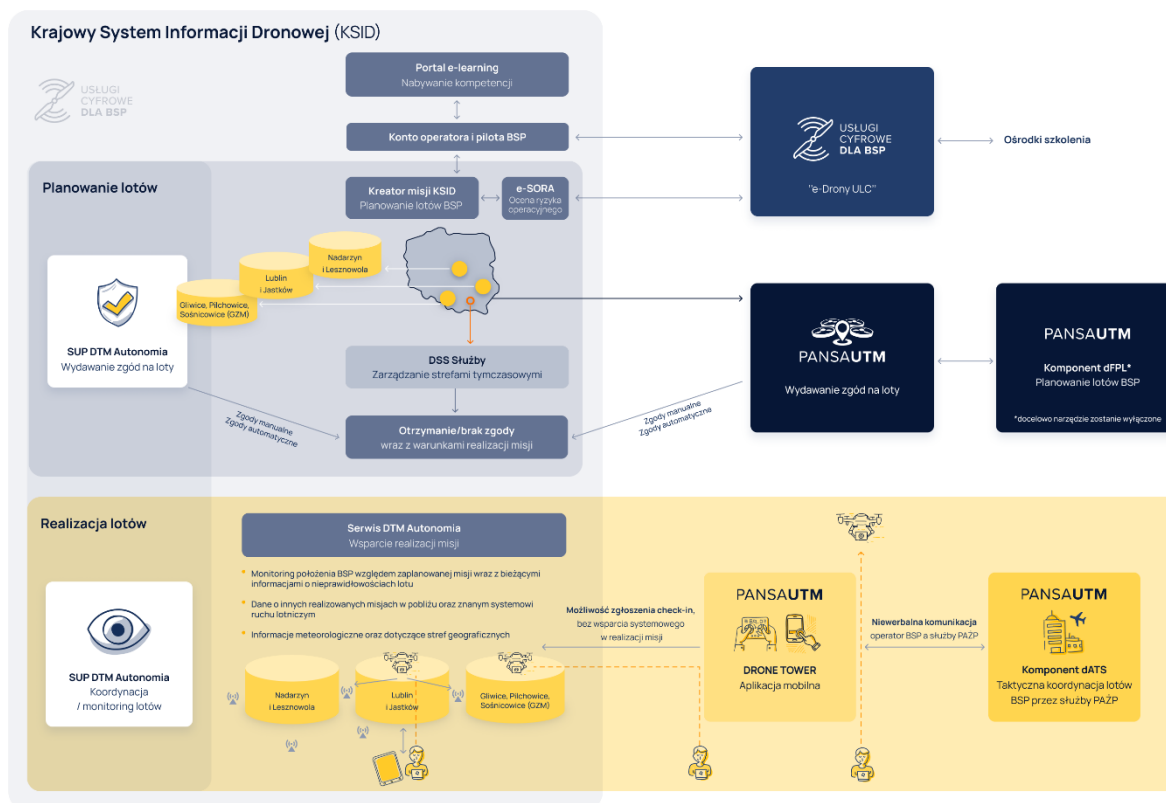 Krajowy System Informacji Dronowej (KSID)
USŁUGI
CYFROWE
DLA BSP
Portal e-learning
Nabywanie kompetencji
Konto operatora i pilota BSP
USŁUGI
CYFROWE
DLA BSP
"e-Drony ULC"
Ośrodki szkolenia
Planowanie lotów
Kreator misji KSID
Planowanie lotów BSP
e-SORA
Ocena ryzyka
operacyjnego
Nadarzyn
i Lesznowola
Lublin
i Jastków
Gliwice, Pilchowice,
Sośnicowice (GZM)
SUP DTM Autonomia
Wydawanie zgód na loty
DSS Służby
Zarządzanie strefami tymczasowymi
Zgody manualne
Zgody automatyczne
Otrzymanie/brak zgody
wraz z warunkami realizacji misji
Zgody manualne
Zgody automatyczne
PANSAUTM
Wydawanie zgód na loty
PANSAUTM
Komponent dFPL*
Planowanie lotów BSP
*docelowo narzędzie zostanie wyłączone
Realizacja lotów
Serwis DTM Autonomia
Wsparcie realizacji misji
* Monitoring położenia BSP względem zaplanowanej misji wraz z bieżącymi
informacjami o nieprawidłowościach lotu
* Dane o innych realizowanych misjach w pobliżu oraz znanym systemowi
ruchu lotniczym
* Informacje meteorologiczne oraz dotyczące stref geograficznych
SUP DTM Autonomia
Koordynacja
/ monitoring lotów
Nadarzyn
i Lesznowola
Lublin
i Jastków
Gliwice, Pilchowice,
Sośnicowice (GZM)
Możliwość zgłoszenia check-in,
bez wsparcia systemowego
w realizacji misji
PANSAUTM
DRONE TOWER
Aplikacja mobilna
Niewerbalna komunikacja
operator BSP a służby PAŻP
PANSAUTM
Komponent dATS
Taktyczna koordynacja lotów
BSP przez służby PAŻP